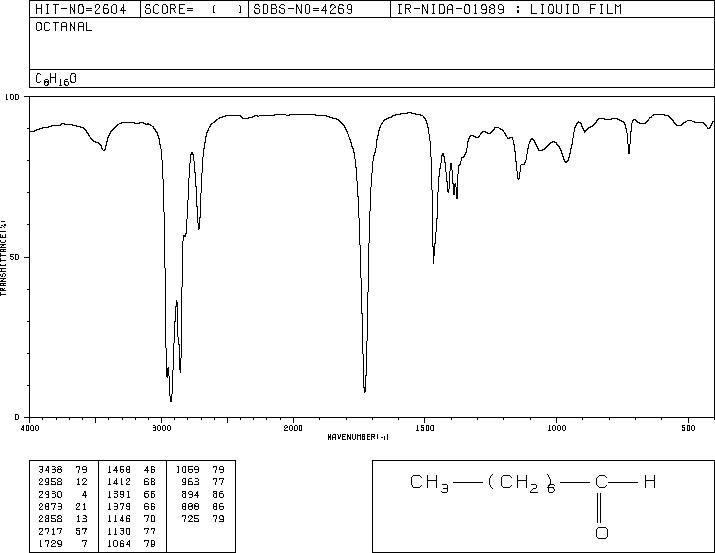 HIT-NO=2604 SCORE= ( ) SDBS-NO=4269 IR-NIDA-01989 : LIQUID FILM
OCTANAL
C8H16O
100
50
0
TRANSMITTANCE(%)
4000 3000 2000 1500 1000 500
WAVENUMBER(-1)
3438 79 1468 46 1069 79
2958 12 1412 68 963 77
2930 4 1391 66 894 86
2873 21 1379 66 888 86
2858 13 1146 70 725 79
2717 57 1130 77
1729 7 1064 79
CH3—(CH2)6—C—H
O